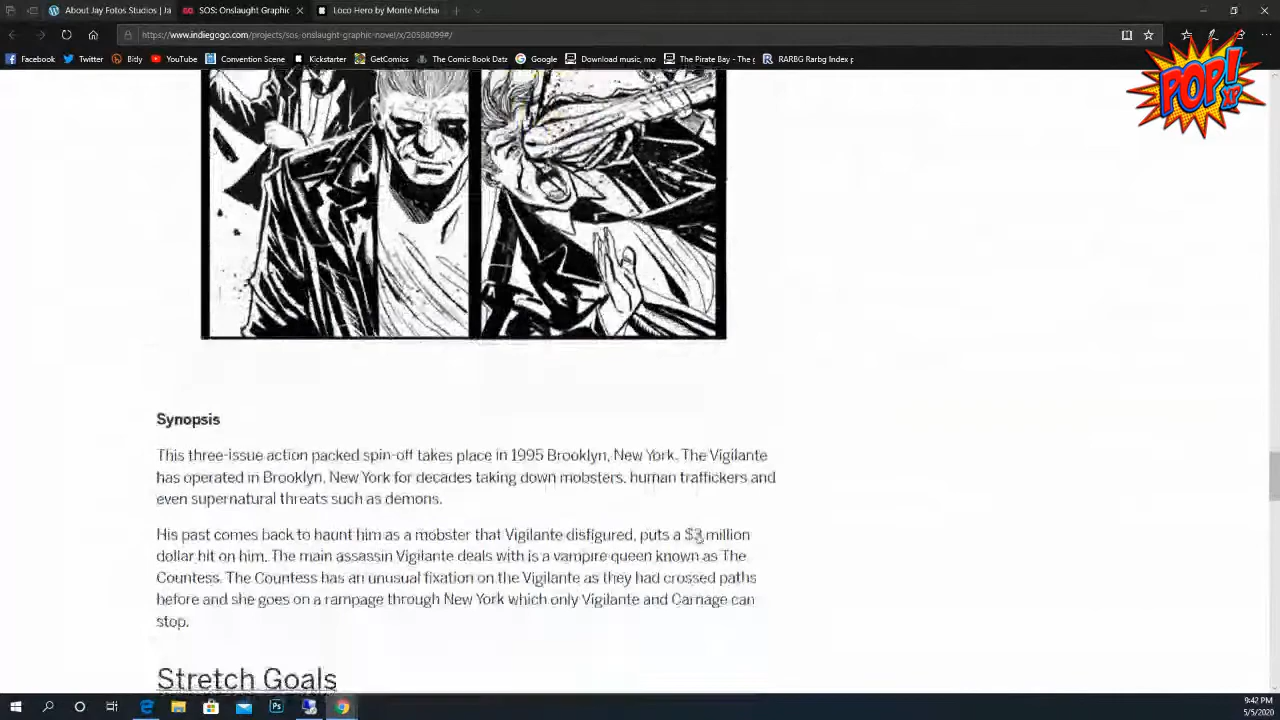 About Jay Fotos Studios | Ja
SOS: Onslaught Graphic
Loco Hero by Monte Michae
https://www.indiegogo.com/projects/sos-onslaught-graphic-novel/x/20588099#/
Facebook
Twitter
Bidy
YouTube
Convention Scene
Kickstarter
GetComics
The Comic Book Data
Google
Download music, mo
The Pirate Bay - The g
RARBG Rarbg Index p
POP! XP
Synopsis
This three-issue action packed spin-off takes place in 1995 Brooklyn, New York. The Vigilante
has operated in Brooklyn, New York for decades taking down mobsters, human traffickers and
even supernatural threats such as demons.
His past comes back to haunt him as a mobster that Vigilante disfigured, puts a $3 million
dollar hit on him. The main assassin Vigilante deals with is a vampire queen known as The
Countess. The Countess has an unusual fixation on the Vigilante as they had crossed paths
before and she goes on a rampage through New York which only Vigilante and Carnage can
stop.
Stretch Goals
9:42 PM
5/5/2020